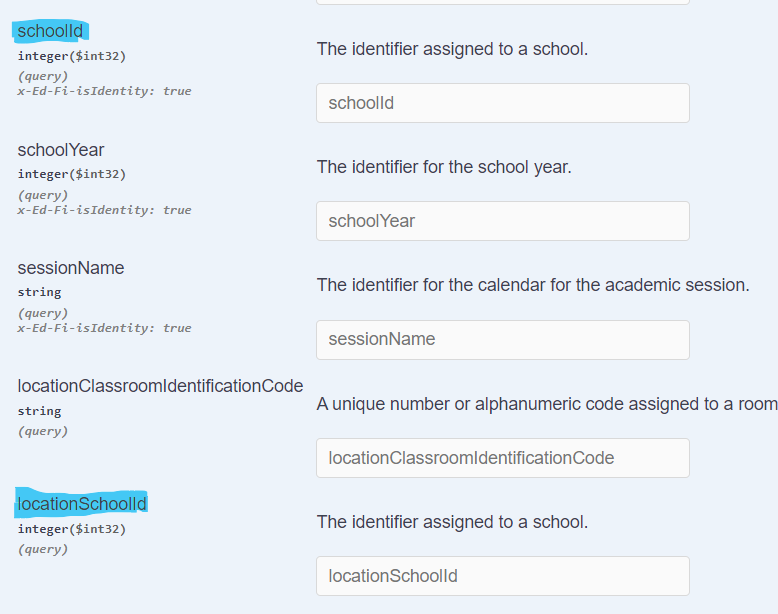 schoolId
integer($int32)
(query)
x-Ed-Fi-isIdentity: true
The identifier assigned to a school.
schoolId
schoolYear
integer($int32)
(query)
x-Ed-Fi-isIdentity: true
The identifier for the school year.
schoolYear
sessionName
string
(query)
x-Ed-Fi-isIdentity: true
The identifier for the calendar for the academic session.
sessionName
locationClassroomIdentificationCode
string
(query)
A unique number or alphanumeric code assigned to a room
locationClassroomIdentificationCode
locationSchoolId
integer($int32)
(query)
The identifier assigned to a school.
locationSchoolId